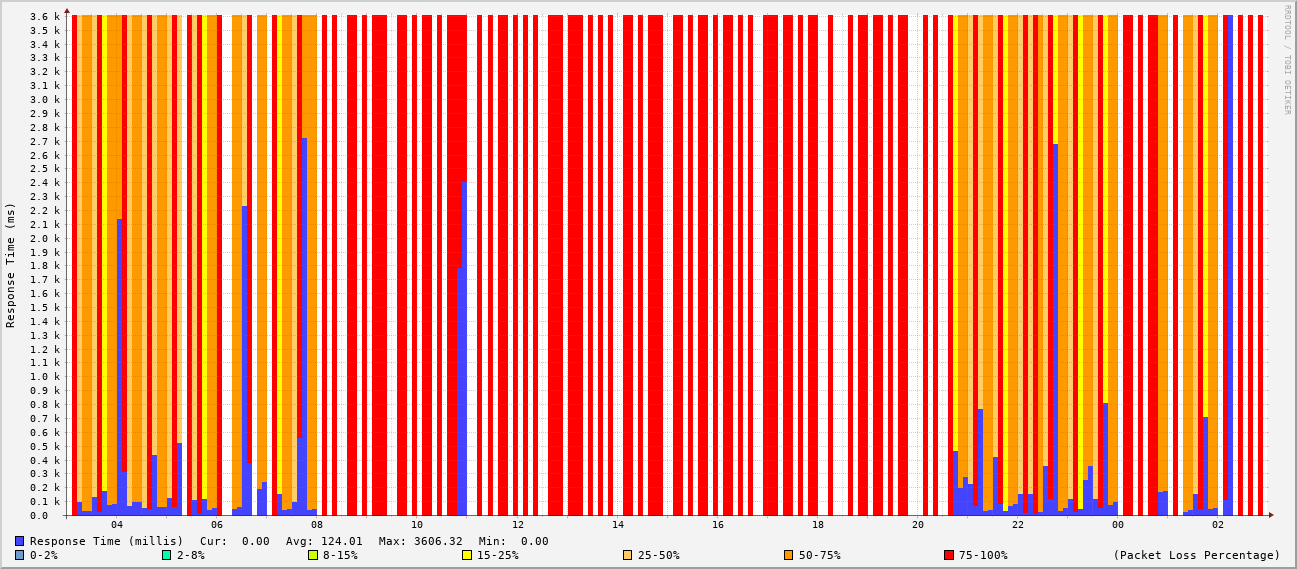 3.6 k
3.5 k
3.4 k
3.3 k
3.2 k
3.1 k
3.0 k
2.9 k
2.8 k
2.7 k
2.6 k
2.5 k
2.4 k
2.3 k
2.2 k
2.1 k
2.0 k
1.9 k
1.8 k
1.7 k
1.6 k
1.5 k
1.4 k
1.3 k
1.2 k
1.1 k
1.0 k
0.9 k
0.8 k
0.7 k
0.6 k
0.5 k
0.4 k
0.3 k
0.2 k
0.1 k
0.0
Response Time (ms)
RRDTOOL / TOBI OETIKER
04 06 08 10 12 14 16 18 20 22 00 02
Response Time (millis) Cur: 0.00 Avg: 124.01 Max: 3606.32 Min: 0.00
0-2% 2-8% 8-15% 15-25% 25-50% 50-75% 75-100% (Packet Loss Percentage)